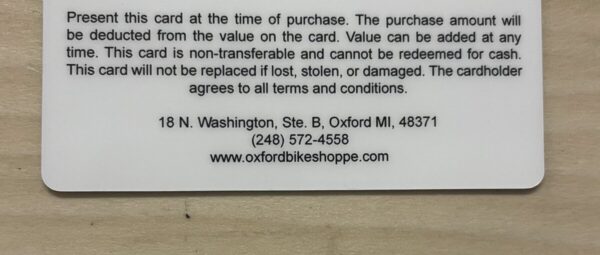 Present this card at the time of purchase. The purchase amount will
be deducted from the value on the card. Value can be added at any
time. This card is non-transferable and cannot be redeemed for cash.
This card will not be replaced if lost, stolen, or damaged. The cardholder
agrees to all terms and conditions.
18 N. Washington, Ste. B, Oxford MI, 48371
(248) 572-4558
www.oxfordbikeshoppe.com